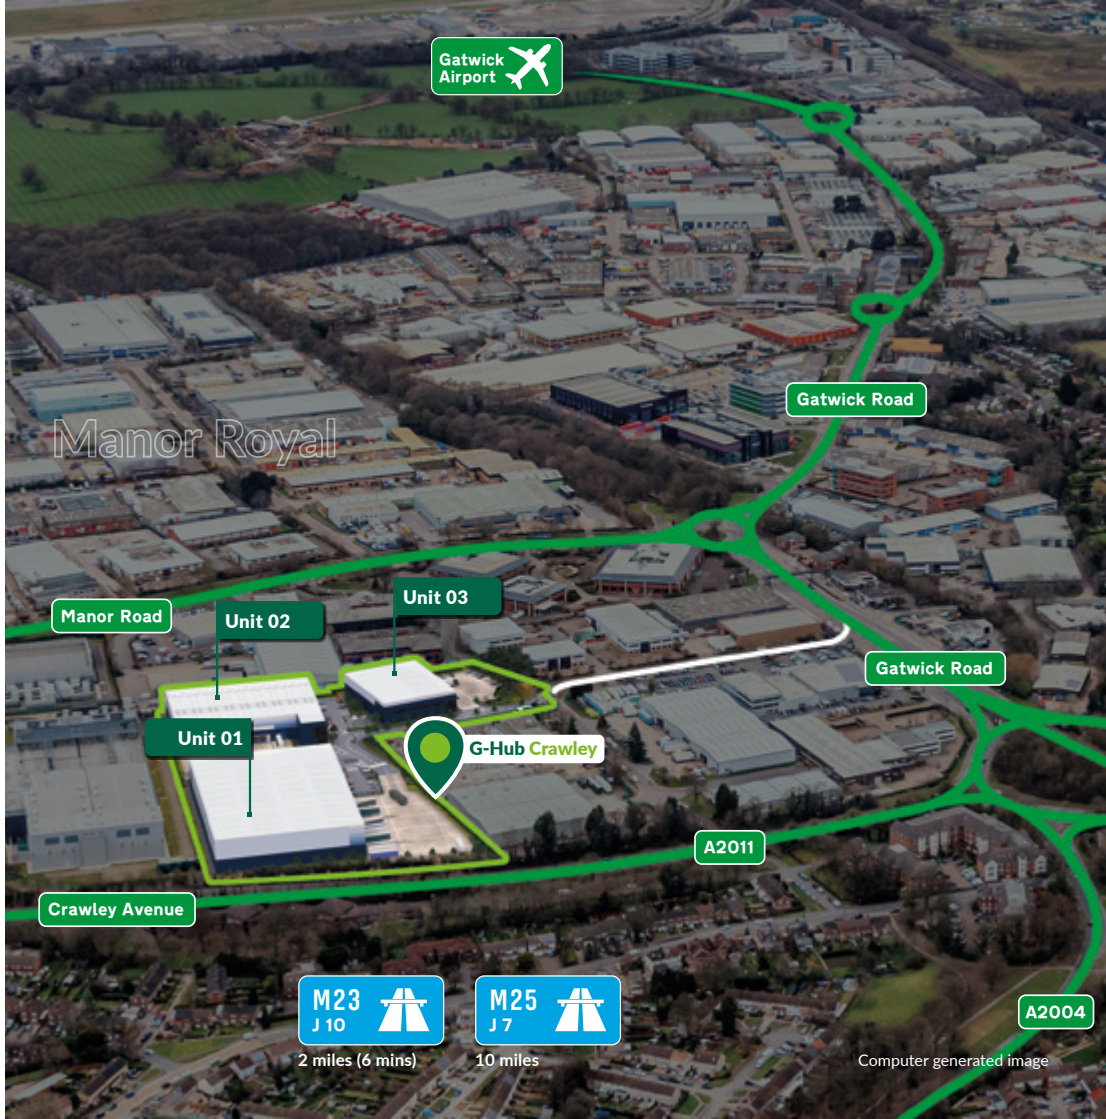 Gatwick
Airport
Gatwick Road
Manor Royal
Unit 03
Manor Road
Unit 02
Gatwick Road
Unit 01
G-Hub Crawley
A2011
Crawley Avenue
M23
J 10
2 miles (6 mins)
M25
J 7
10 miles
A2004
Computer generated image